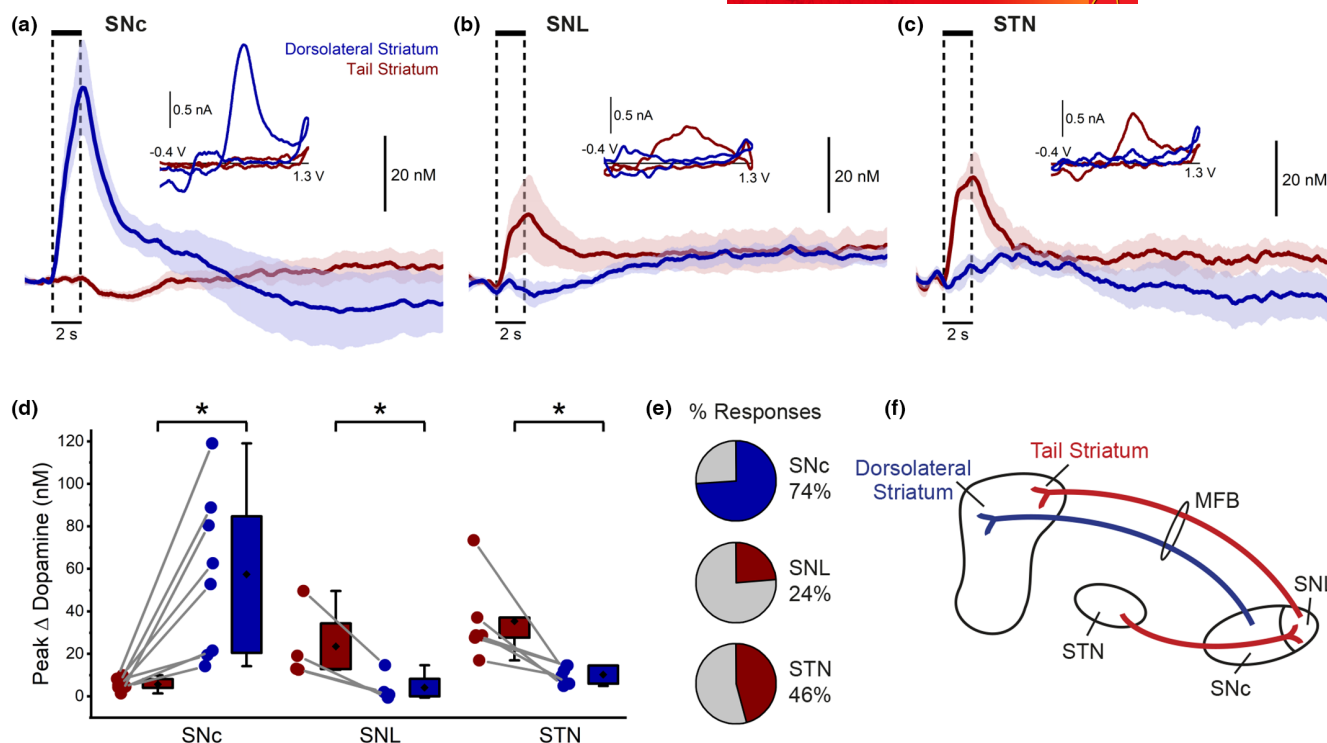 (a) SNc
Dorsolateral Striatum
Tail Striatum
0.5 nA
-0.4 V
1.3 V
20 nM
2 s
(b) SNL
0.5 nA
-0.4 V
1.3 V
20 nM
2 s
(c) STN
0.5 nA
-0.4 V
1.3 V
20 nM
2 s
(d)
* * *
Peak Δ Dopamine (nM)
120
100
80
60
40
20
0
SNc SNL STN
(e) % Responses
SNc
74%
SNL
24%
STN
46%
(f)
Tail Striatum
Dorsolateral
Striatum
MFB
STN
SNc